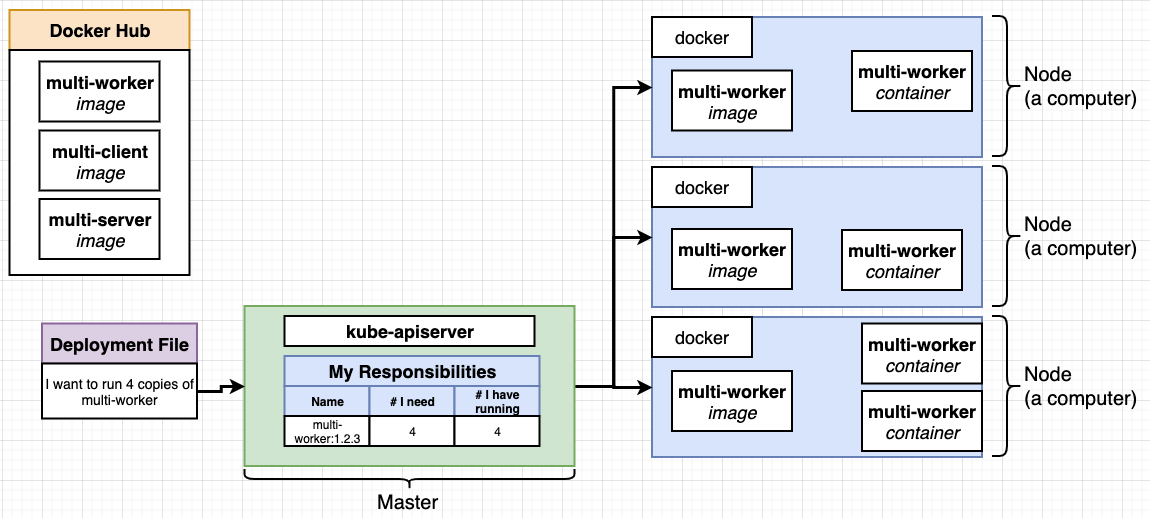 Docker Hub
multi-worker
image
multi-client
image
multi-server
image
Deployment File
I want to run 4 copies of
multi-worker
kube-apiserver
My Responsibilities
Name
# I need
# I have
running
multi-
worker:1.2.3
4
4
Master
docker
multi-worker
image
multi-worker
container
Node
(a computer)
docker
multi-worker
image
multi-worker
container
Node
(a computer)
docker
multi-worker
image
multi-worker
container
multi-worker
container
Node
(a computer)